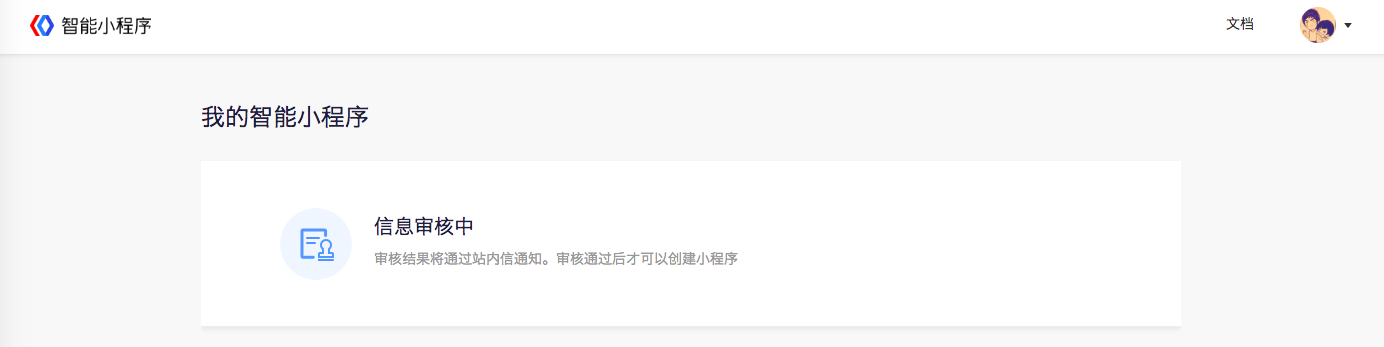 智能小程序
文档
我的智能小程序
信息审核中
审核结果将通过站内信通知。审核通过后才可以创建小程序